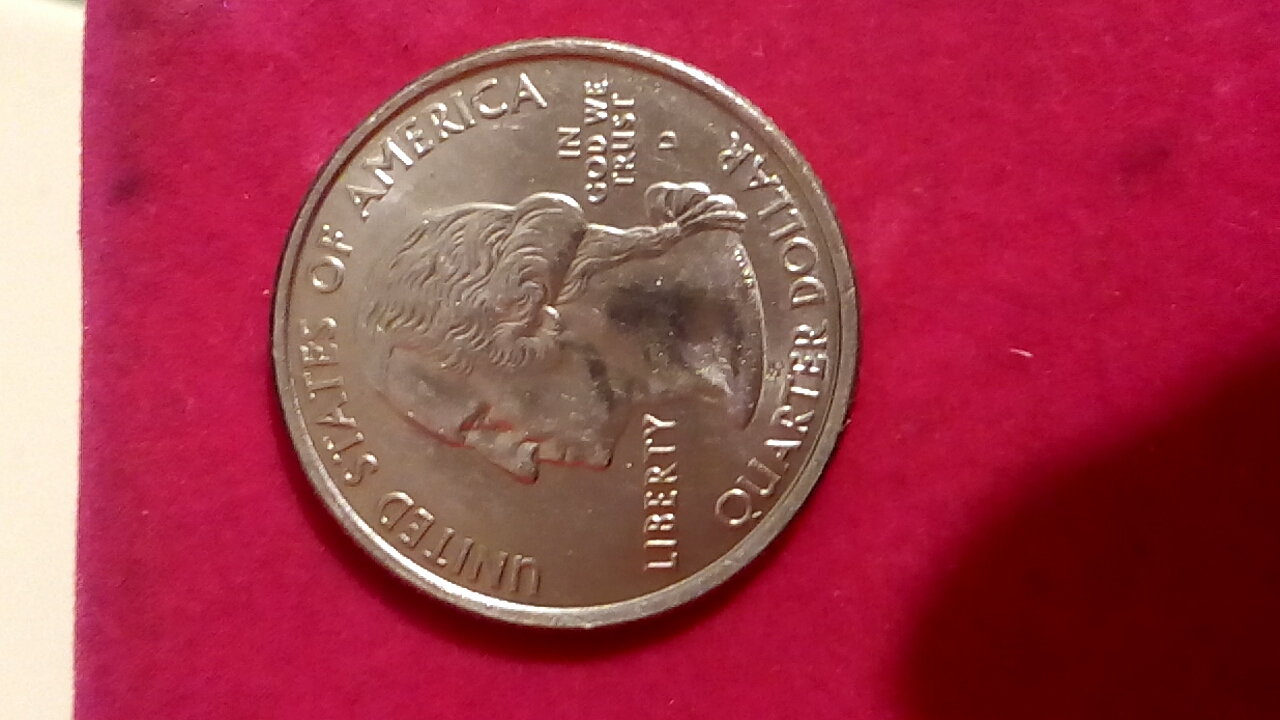 UNITED STATES OF AMERICA
LIBERTY
IN
GOD WE
TRUST
D
QUARTER DOLLAR